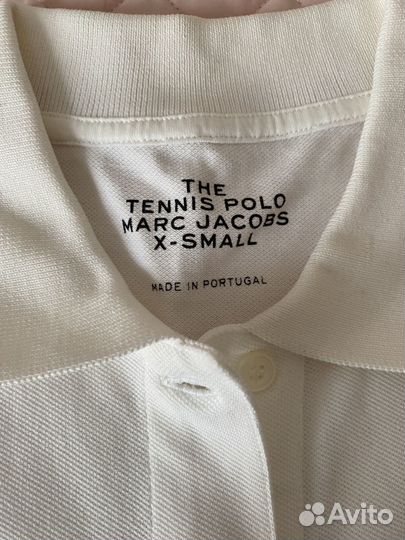 THE
TENNIS POLO
MARC JACOBS
X-SMALL
MADE IN PORTUGAL
Avito